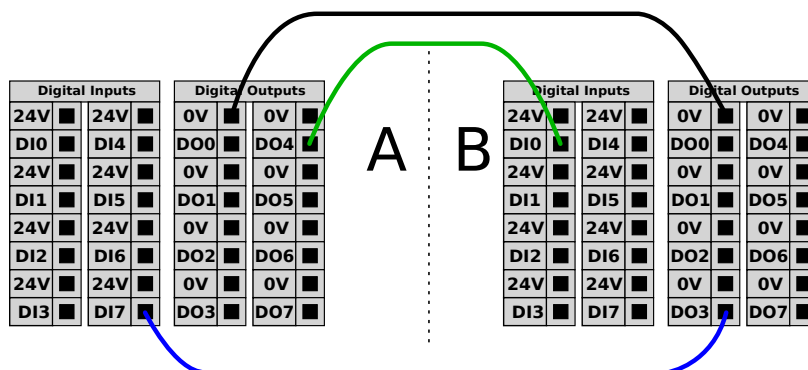 Digital Inputs Digital Outputs Digital Inputs Digital Outputs
24V 24V 0V 0V 24V 24V 0V 0V
DI0 DI4 DO0 DO4 A B DI0 DI4 DO0 DO4
24V 24V 0V 0V 24V 24V 0V 0V
DI1 DI5 DO1 DO5 DI1 DI5 DO1 DO5
24V 24V 0V 0V 24V 24V 0V 0V
DI2 DI6 DO2 DO6 DI2 DI6 DO2 DO6
24V 24V 0V 0V 24V 24V 0V 0V
DI3 DI7 DO3 DO7 DI3 DI7 DO3 DO7